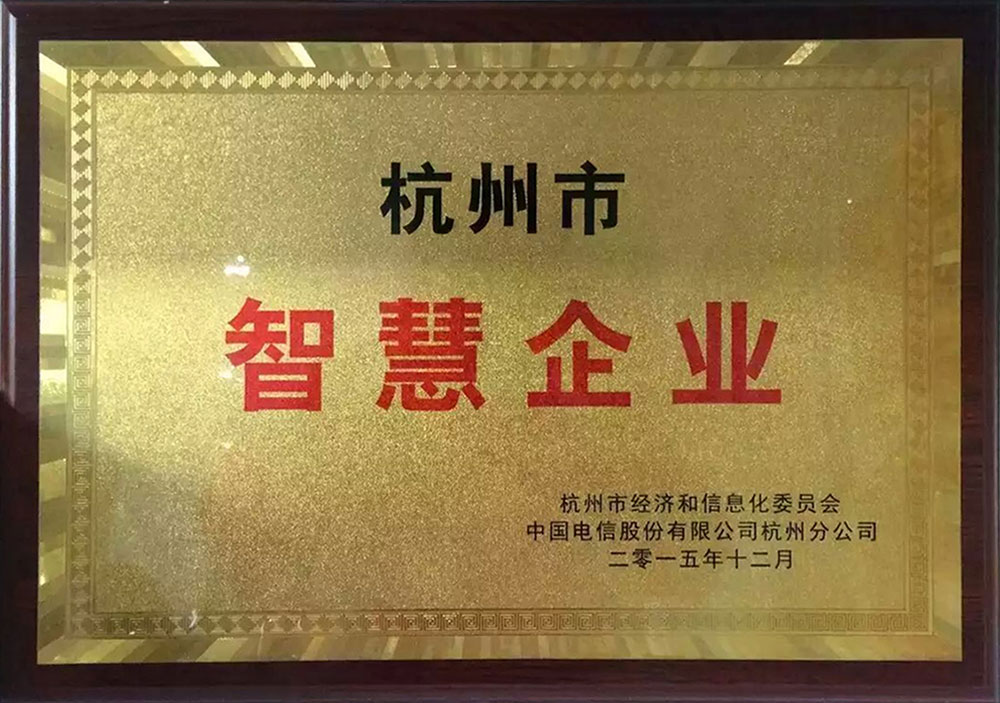 杭州市
智慧企业
杭州市经济和信息化委员会
中国电信股份有限公司杭州分公司
二零一五年十二月